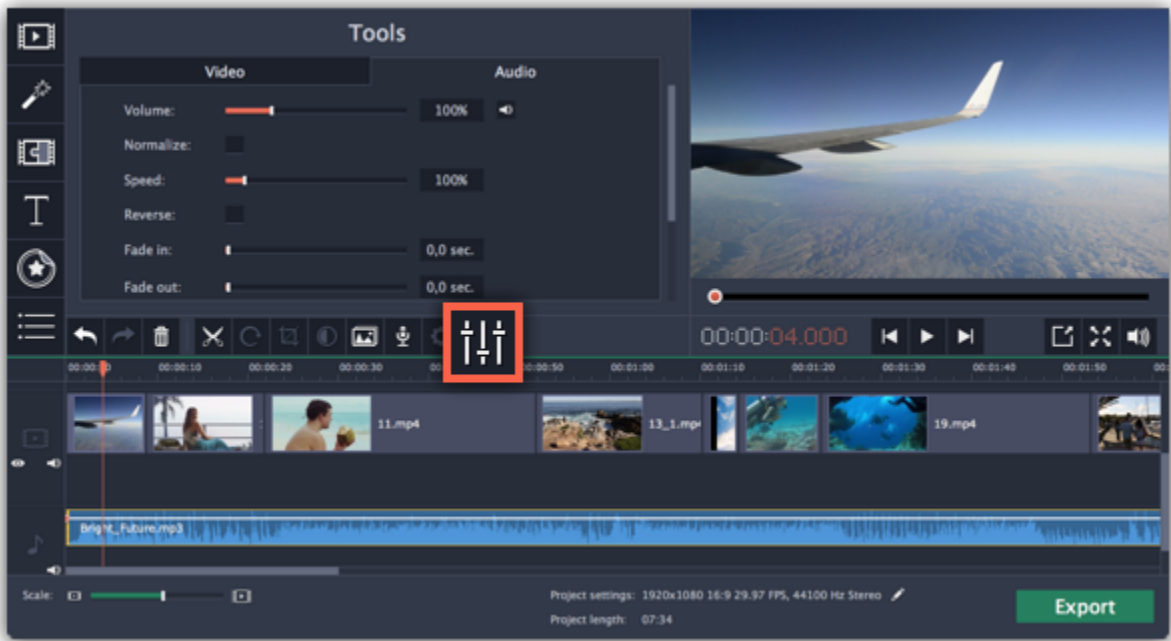 Tools
Video Audio
Volume: 100%
Normalize:
Speed: 100%
Reverse:
Fade in: 0,0 sec.
Fade out: 0,0 sec.
T
00:00:04.000
00:00:10 00:00:20 00:00:30 00:00:50 00:01:00 00:01:10 00:01:20 00:01:30 00:01:40 00:01:50
11.mp4 13_1.mp 19.mp4
Bright_Future.mp3
Scale: Project settings: 1920x1080 16:9 29.97 FPS, 44100 Hz Stereo
Project length: 07:34
Export